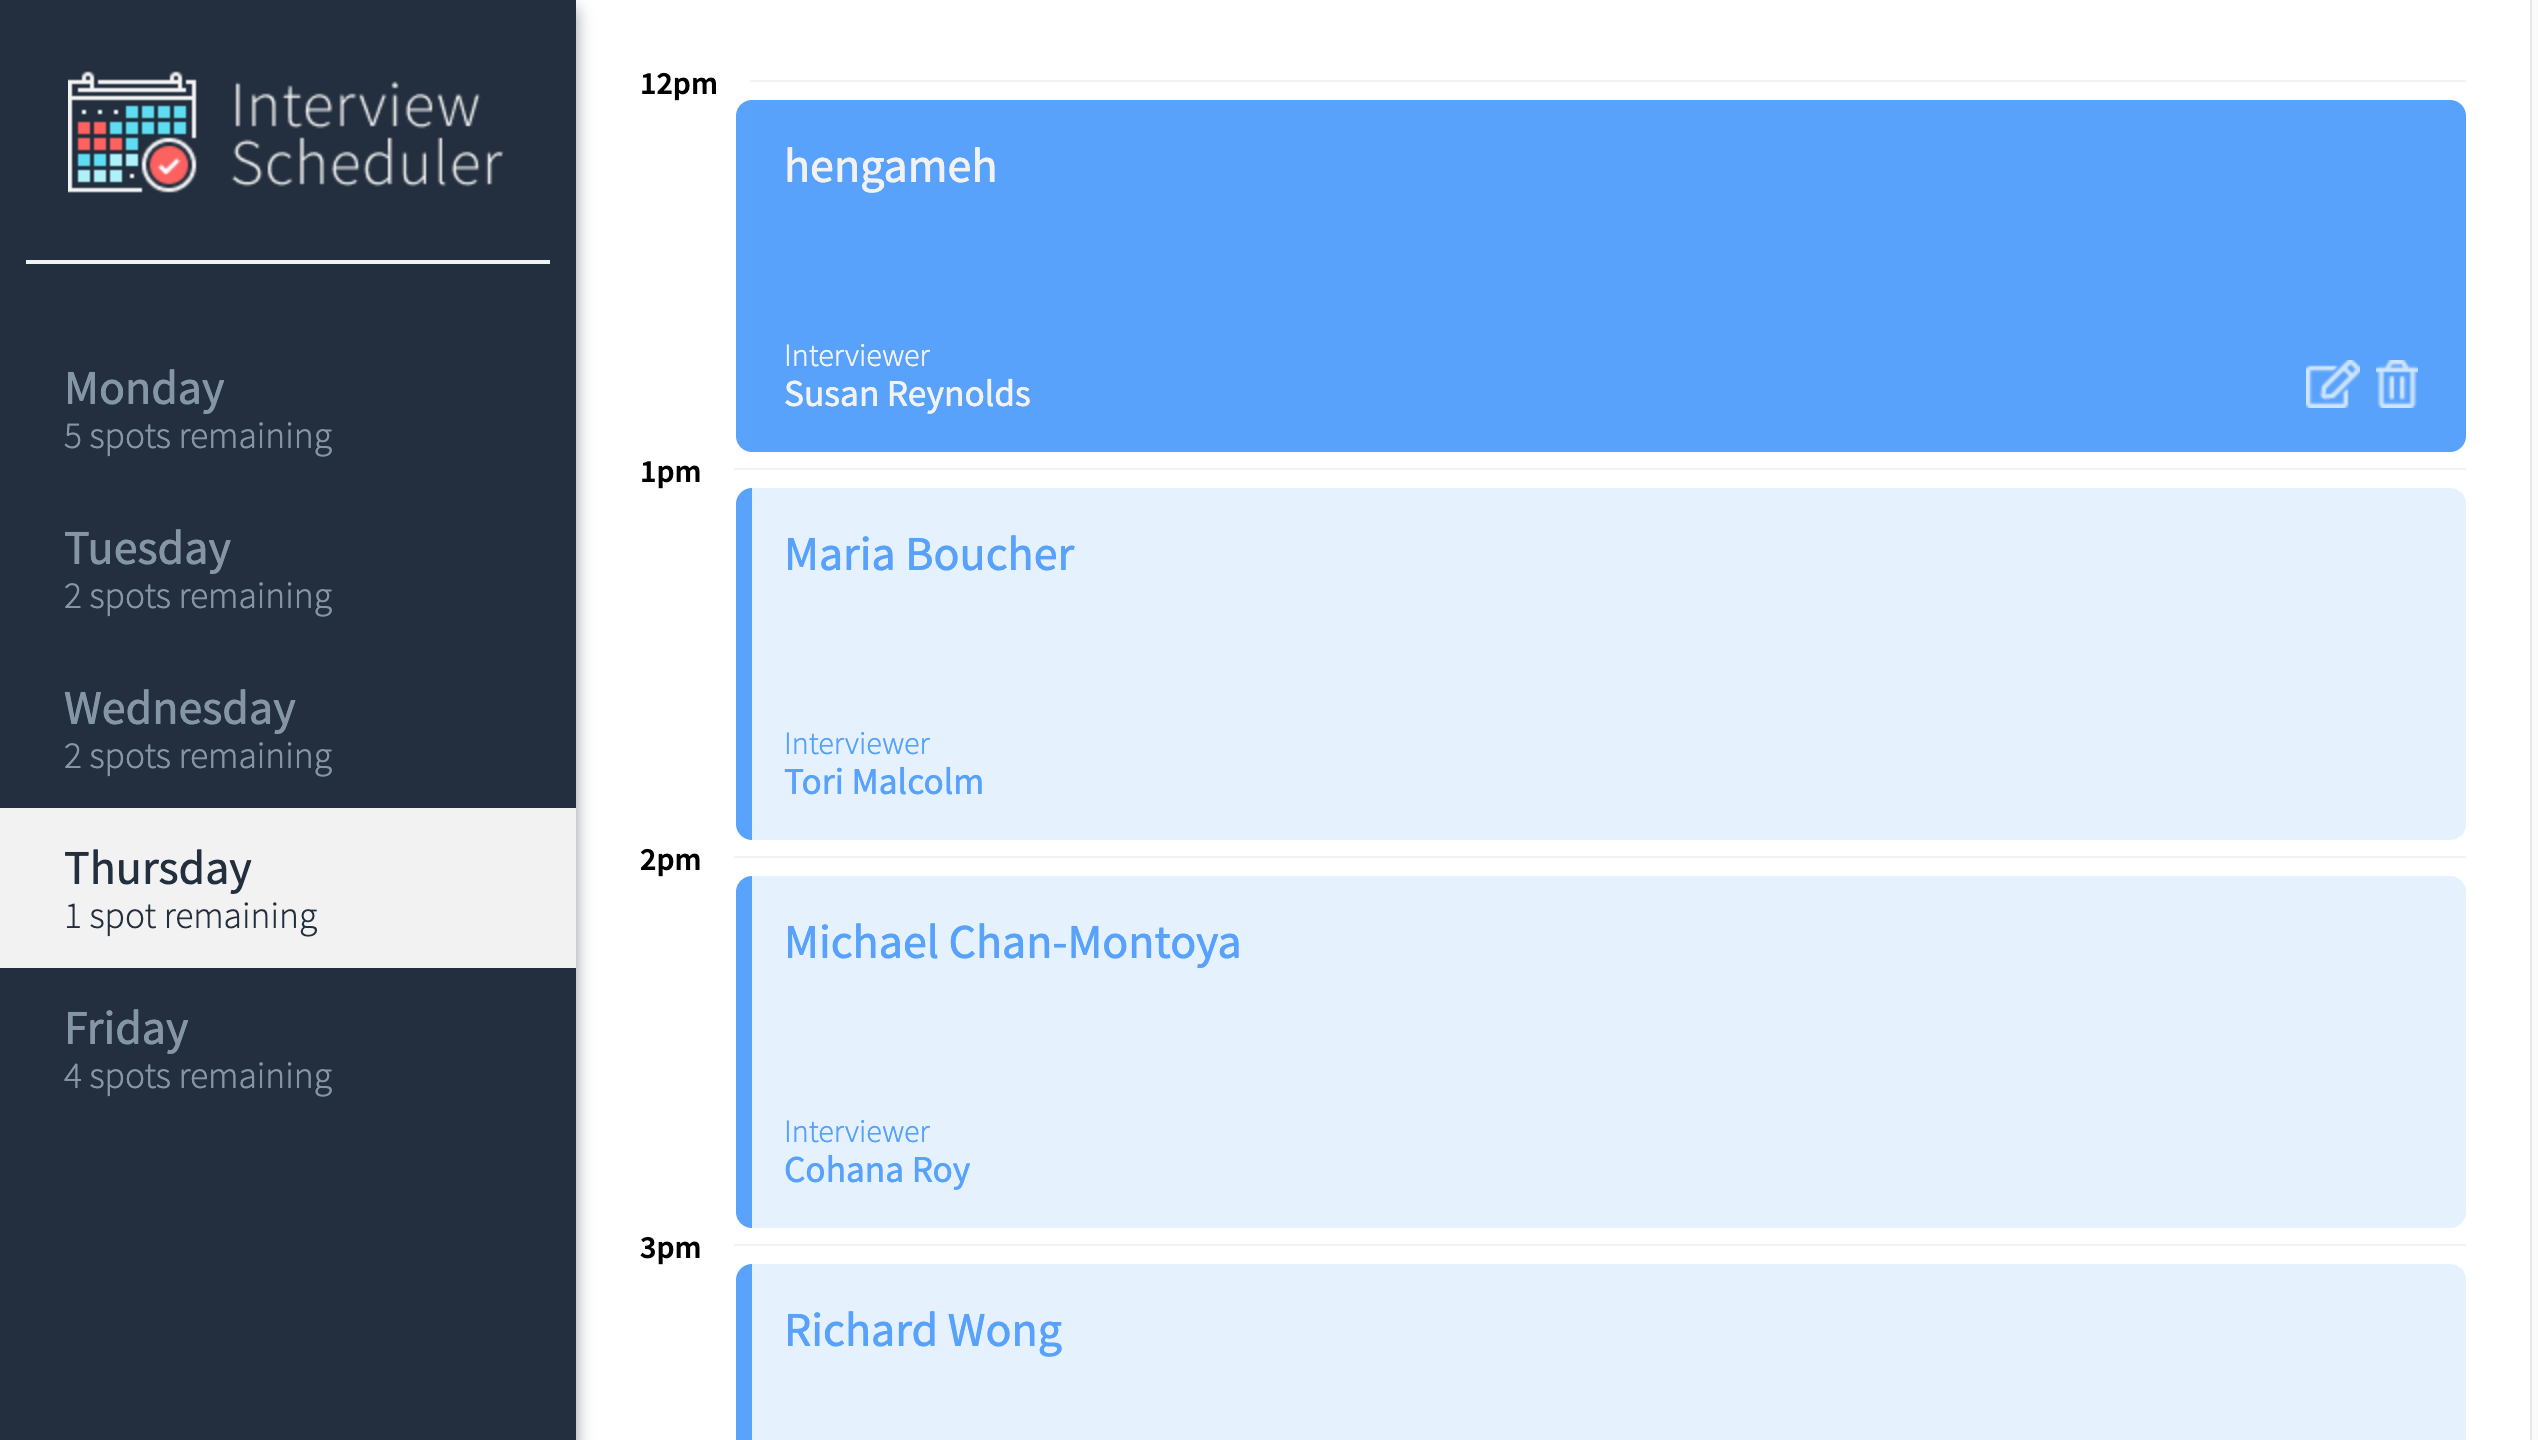 Interview
Scheduler
Monday
5 spots remaining
Tuesday
2 spots remaining
Wednesday
2 spots remaining
Thursday
1 spot remaining
Friday
4 spots remaining
12pm
hengameh
Interviewer
Susan Reynolds
1pm
Maria Boucher
Interviewer
Tori Malcolm
2pm
Michael Chan-Montoya
Interviewer
Cohana Roy
3pm
Richard Wong